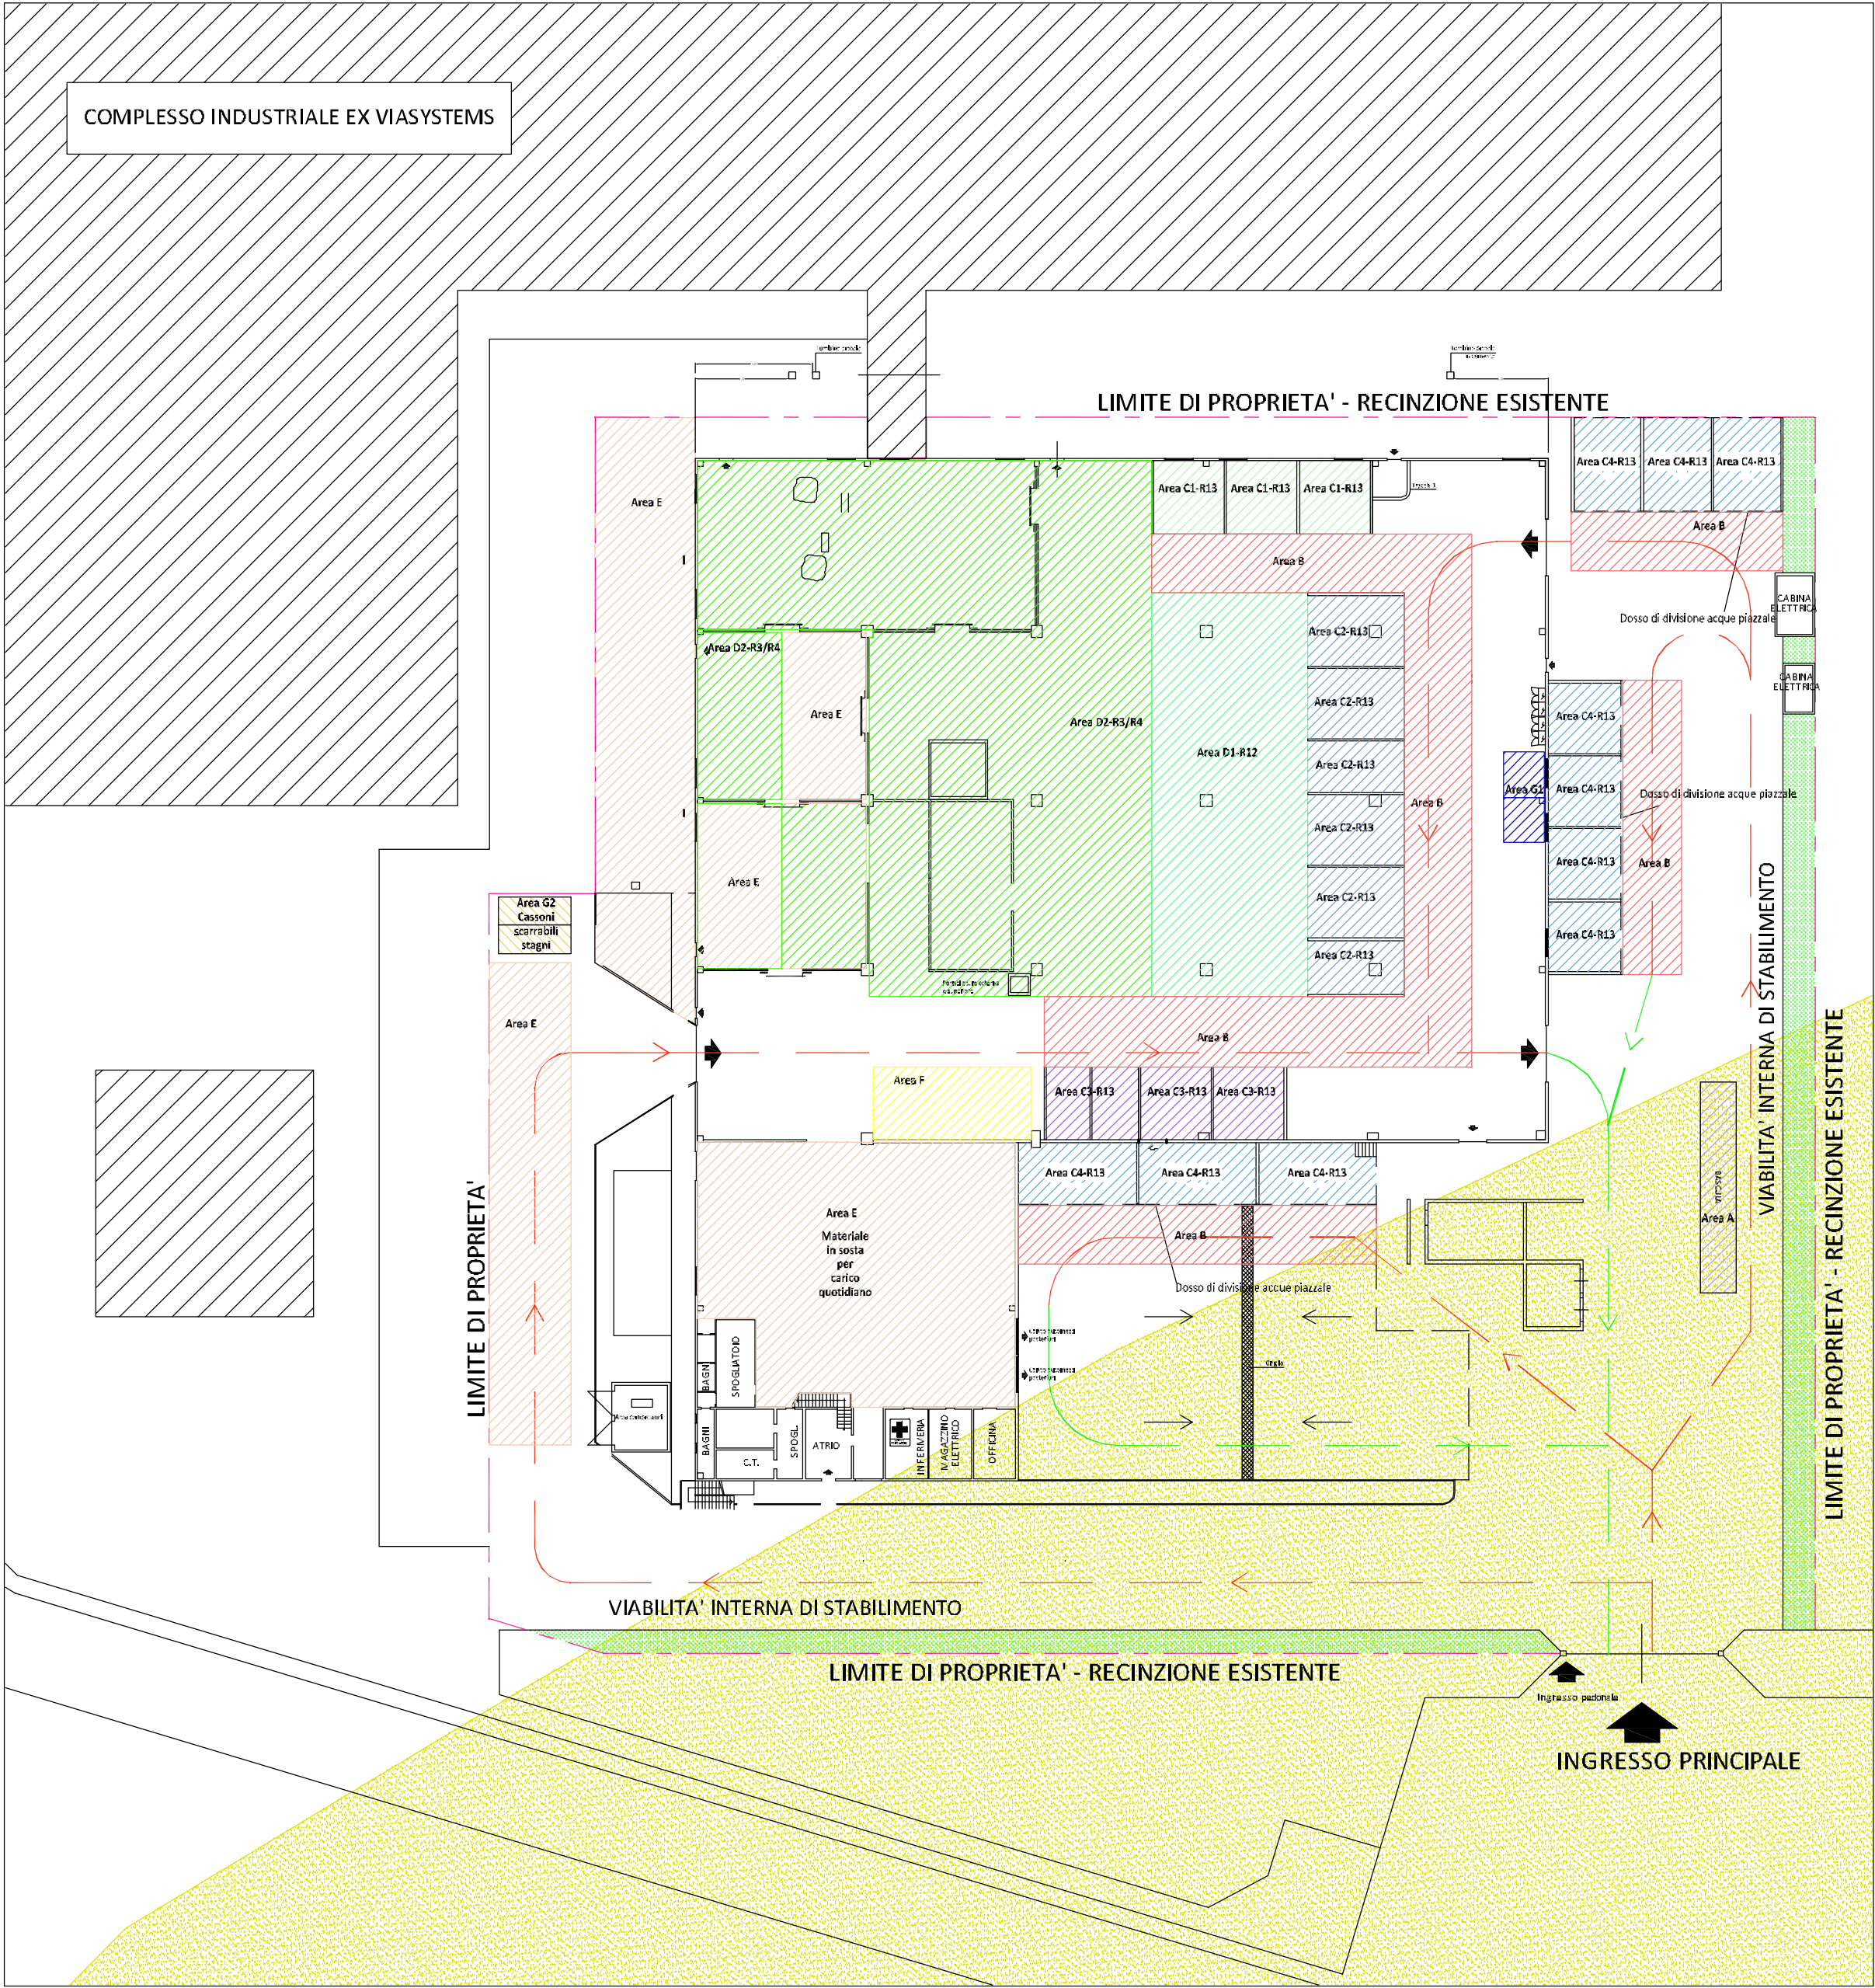 COMPLESSO INDUSTRIALE EX VIASYSTEMS
LIMITE DI PROPRIETA' - RECINZIONE ESISTENTE
Area C4-R13
Area C4-R13
Area C4-R13
Area E
Area C1-R13
Area C1-R13
Area C1-R13
Area B
Area B
CABINA
ELETTRICA
Dosso di divisione acque piazzale
Area D2-R3/R4
Area C2-R13
CABINA
ELETTRICA
Area E
Area D2-R3/R4
Area C2-R13
Area C4-R13
Area D1-R12
Area C2-R13
Area G1
Area C4-R13
Dosso di divisione acque piazzale
Area B
Area C2-R13
Area C4-R13
Area B
Area E
Area C2-R13
Area G2
Cassoni
scarrabili
stagni
Area C4-R13
Area C2-R13
Area E
Area B
VIABILITA' INTERNA DI STABILIMENTO
LIMITE DI PROPRIETA' - RECINZIONE ESISTENTE
Area F
Area C3-R13
Area C3-R13
Area C3-R13
Area C4-R13
Area C4-R13
Area C4-R13
BASCULA
Area A
Area E
Materiale
in sosta
per
carico
quotidiano
Area B
Dosso di divisione acque piazzale
LIMITE DI PROPRIETA'
Carico automezzi
posteriori
Carico automezzi
posteriori
Griglia
BAGNI
SPOGLIATOIO
BAGNI
C.T.
SPOGL.
ATRIO
INFERMERIA
MAGAZZINO
ELETTRICO
OFFICINA
VIABILITA' INTERNA DI STABILIMENTO
LIMITE DI PROPRIETA' - RECINZIONE ESISTENTE
Ingresso pedonale
INGRESSO PRINCIPALE